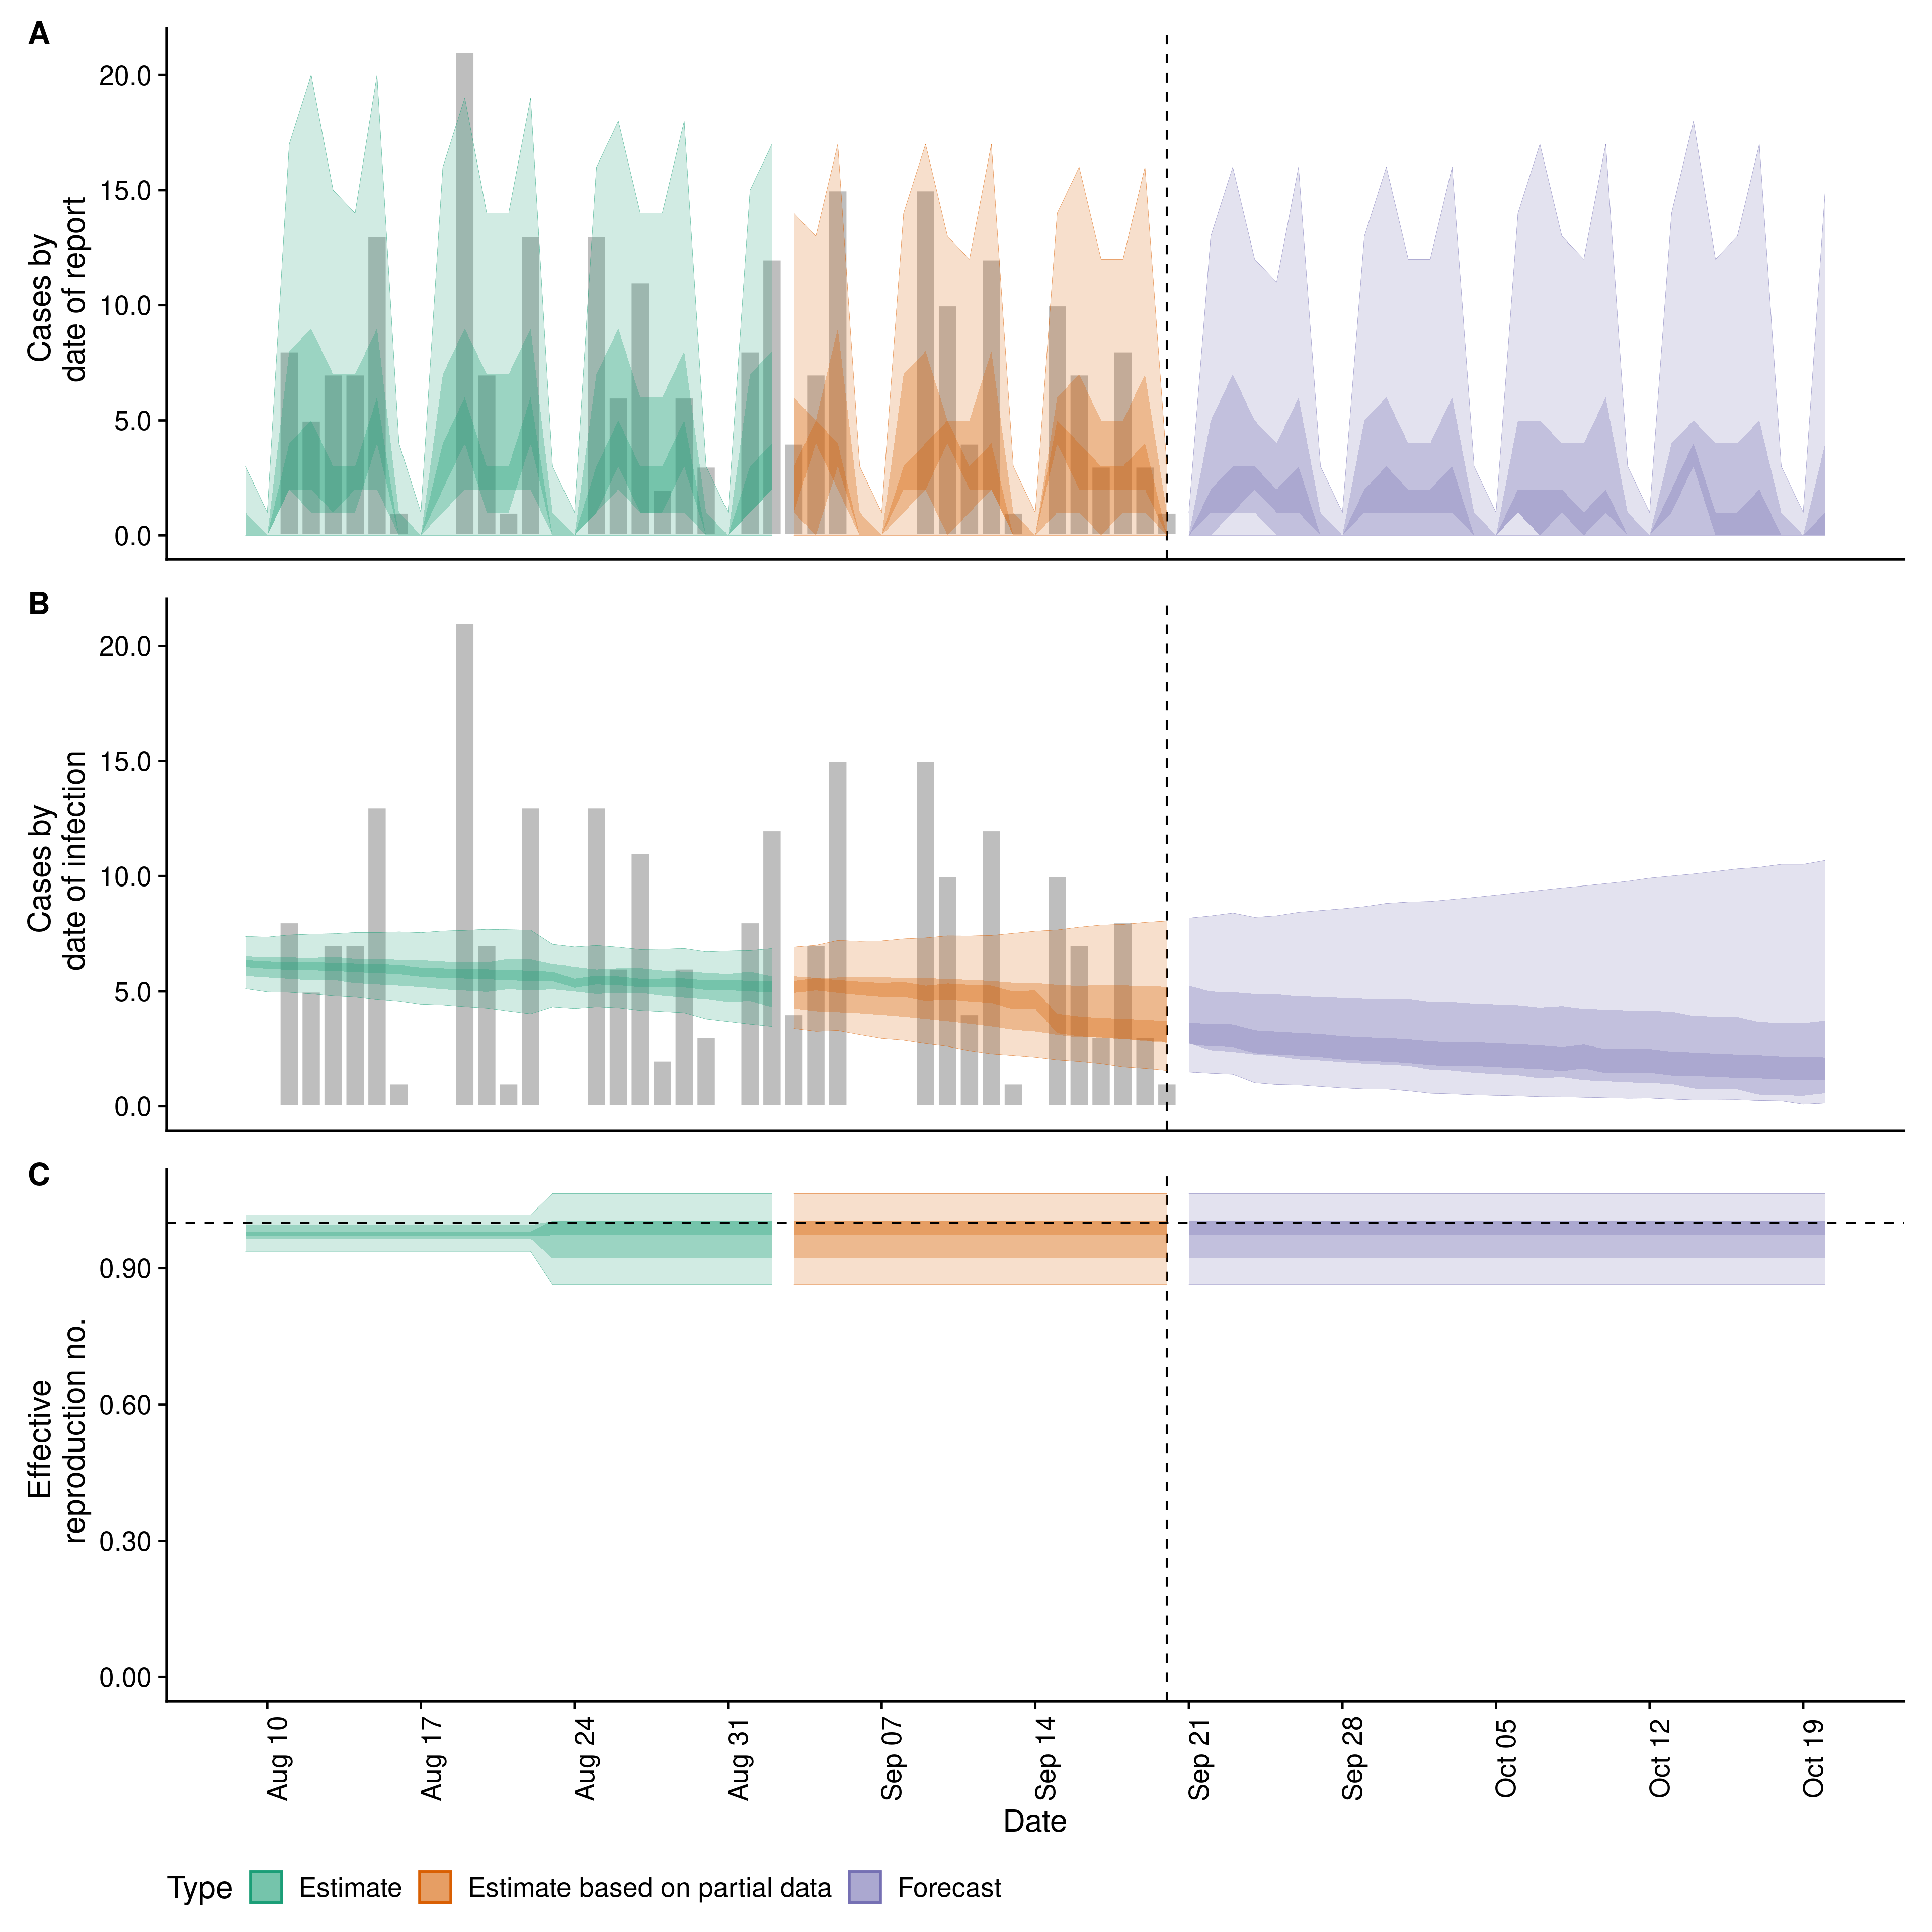 A
20.0
15.0
10.0
5.0
0.0
Cases by
date of report
B
20.0
15.0
10.0
5.0
0.0
Cases by
date of infection
C
0.90
0.60
0.30
0.00
Effective
reproduction no.
Aug 10
Aug 17
Aug 24
Aug 31
Sep 07
Sep 14
Sep 21
Sep 28
Oct 05
Oct 12
Oct 19
Date
Type Estimate Estimate based on partial data Forecast